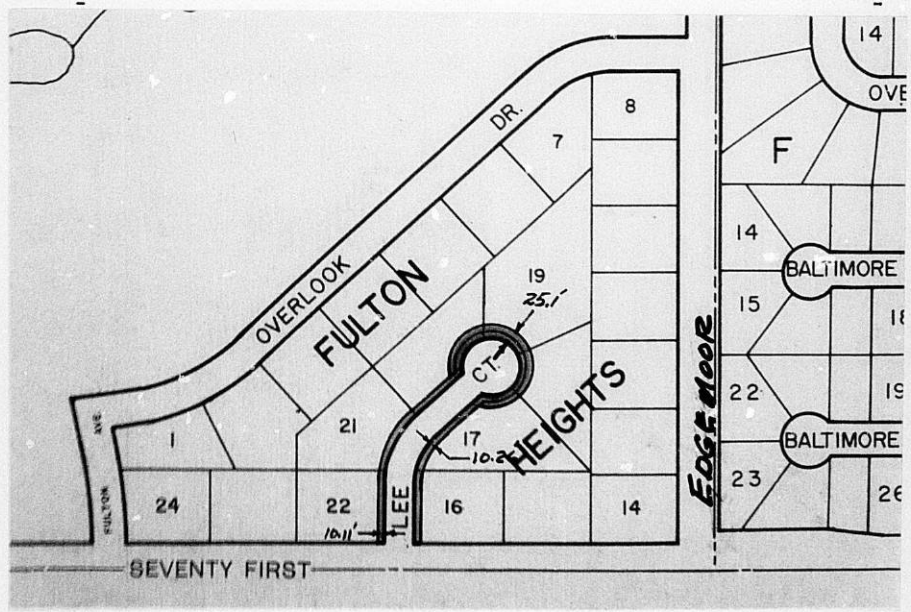 14
OVE
DR.
8
7
F
OVERLOOK
FULTON
14
19
25.1'
BALTIMORE
15
18
CT.
EDGEMOOR
HEIGHTS
22
19
AVE.
1
21
17
10.2
BALTIMORE
23
26
FULTON
24
22
LEE
16
14
10.11'
SEVENTY FIRST